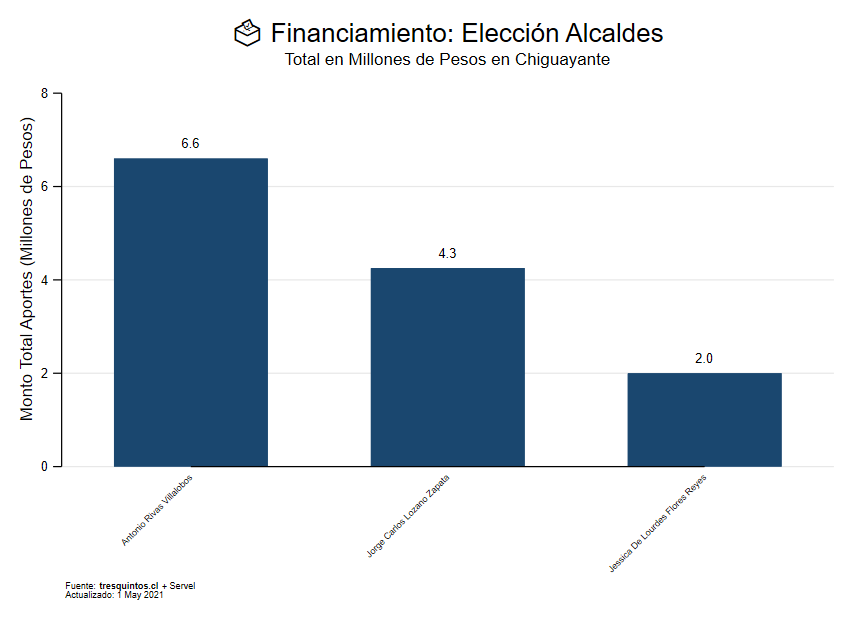 Financiamiento: Elección Alcaldes
Total en Millones de Pesos en Chiguayante
Monto Total Aportes (Millones de Pesos)
8
6
4
2
0
6.6
4.3
2.0
Antonio Rivas Villalobos
Jorge Carlos Lozano Zapata
Jessica De Lourdes Flores Reyes
Fuente: tresquintos.cl + Servel
Actualizado: 1 May 2021